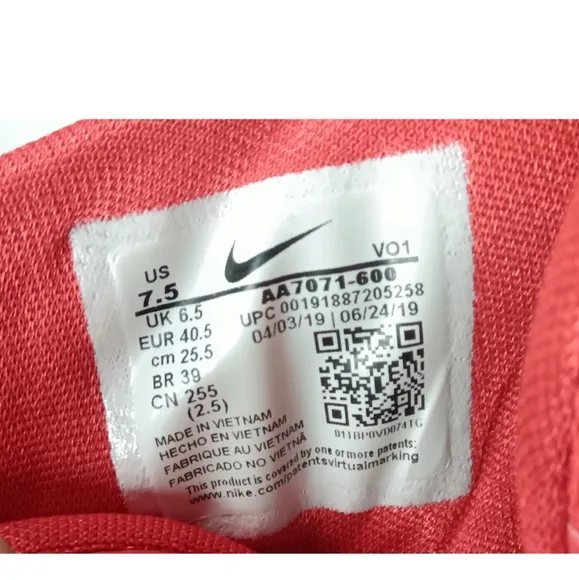 US
7.5
UK 6.5
EUR 40.5
cm 25.5
BR 39
CN 255
(2.5)
VO1
AA7071-600
UPC 00191887205258
04/03/19 | 06/24/19
01TBP0VD074TG
MADE IN VIETNAM
HECHO EN VIETNAM
FABRIQUE AU VIETNAM
FABRICADO NO VIETNÃ
This product is covered by one or more patents:
www.nike.com/patentsvirtualmarking